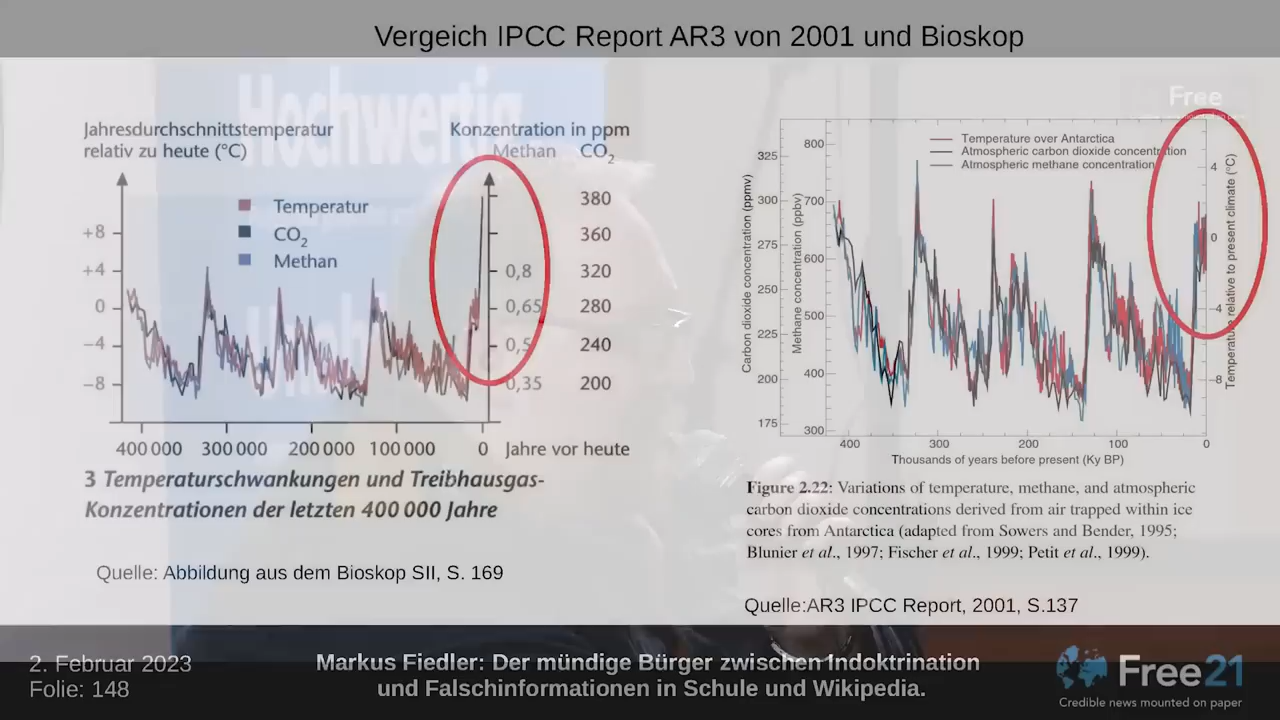 Vergeich IPCC Report AR3 von 2001 und Bioskop
Hochwertig
Free
Jahresdurchschnittstemperatur
relativ zu heute (°C)
Konzentration in ppm
Methan CO2
Temperatur
CO2
Methan
+8
+4
0
−4
−8
0,8
0,65
0,5
0,35
380
360
320
280
240
200
400 000 300 000 200 000 100 000 0 Jahre vor heute
3 Temperaturschwankungen und Treibhausgas-
Konzentrationen der letzten 400 000 Jahre
Quelle: Abbildung aus dem Bioskop SII, S. 169
Temperature over Antarctica
Atmospheric carbon dioxide concentration
Atmospheric methane concentration
Carbon dioxide concentration (ppmv)
325
300
275
250
225
200
175
Methane concentration (ppbv)
800
700
600
500
400
300
Temperature relative to present climate (°C)
4
0
-4
-8
400 300 200 100 0
Thousands of years before present (Ky BP)
Figure 2.22: Variations of temperature, methane, and atmospheric
carbon dioxide concentrations derived from air trapped within ice
cores from Antarctica (adapted from Sowers and Bender, 1995;
Blunier et al., 1997; Fischer et al., 1999; Petit et al., 1999).
Quelle:AR3 IPCC Report, 2001, S.137
2. Februar 2023
Folie: 148
Markus Fiedler: Der mündige Bürger zwischen Indoktrination
und Falschinformationen in Schule und Wikipedia.
Free21
Credible news mounted on paper